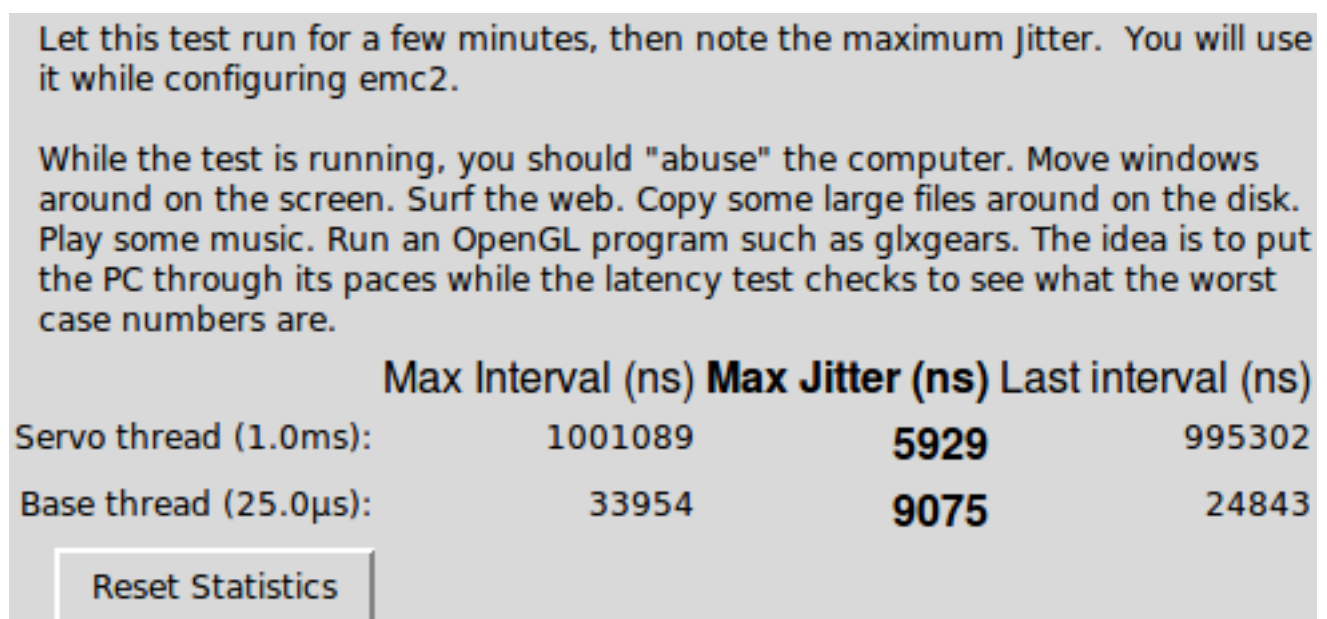 Let this test run for a few minutes, then note the maximum Jitter.  You will use
it while configuring emc2.
While the test is running, you should "abuse" the computer. Move windows
around on the screen. Surf the web. Copy some large files around on the disk.
Play some music. Run an OpenGL program such as glxgears. The idea is to put
the PC through its paces while the latency test checks to see what the worst
case numbers are.
Max Interval (ns) Max Jitter (ns) Last interval (ns)
Servo thread (1.0ms): 1001089 5929 995302
Base thread (25.0μs): 33954 9075 24843
Reset Statistics